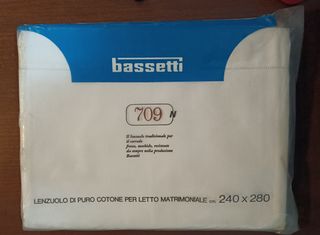 bassetti
709 N
Il lenzuolo tradizionale per
il corredo
fresco, morbido, resistente
da sempre nella produzione
Bassetti
LENZUOLO DI PURO COTONE PER LETTO MATRIMONIALE cm. 240 x 280